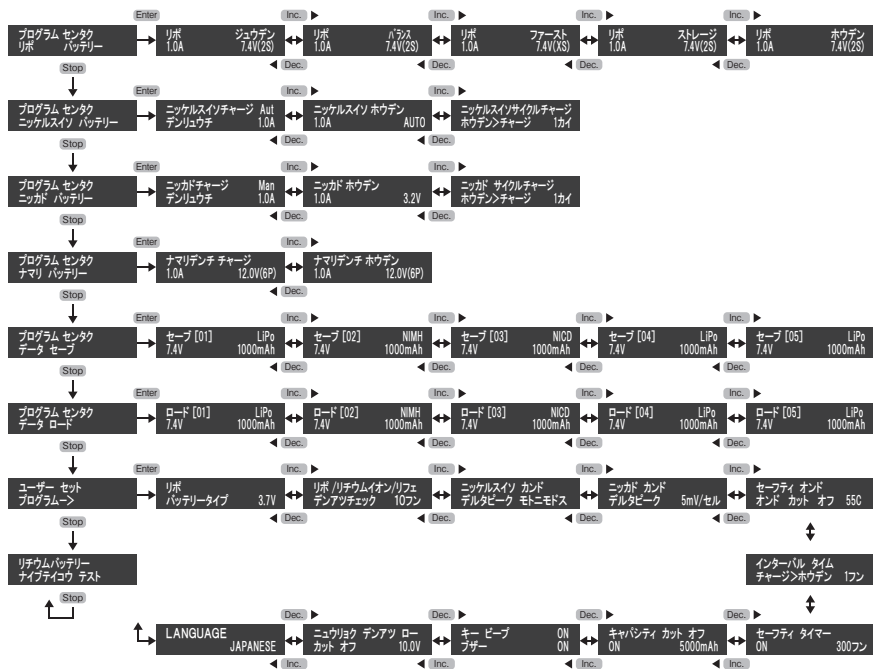 Enter
Inc. ▶
Inc. ▶
Inc. ▶
Inc. ▶
プログラム センタク
リポ バッテリー
リポ ジュウデン
1.0A 7.4V(2S)
リポ バランス
1.0A 7.4V(2S)
リポ ファースト
1.0A 7.4V(XS)
リポ ストレージ
1.0A 7.4V(2S)
リポ ホウデン
1.0A 7.4V(2S)
Stop
◀ Dec.
◀ Dec.
◀ Dec.
◀ Dec.
Enter
Inc. ▶
Inc. ▶
プログラム センタク
ニッケルスイソ バッテリー
ニッケルスイソチャージ Aut
デンリュウチ 1.0A
ニッケルスイソ ホウデン
1.0A AUTO
ニッケルスイソサイクルチャージ
ホウデン>チャージ 1カイ
Stop
◀ Dec.
◀ Dec.
Enter
Inc. ▶
Inc. ▶
プログラム センタク
ニッカド バッテリー
ニッカドチャージ Man
デンリュウチ 1.0A
ニッカド ホウデン
1.0A 3.2V
ニッカド サイクルチャージ
ホウデン>チャージ 1カイ
Stop
◀ Dec.
◀ Dec.
Enter
Inc. ▶
プログラム センタク
ナマリ バッテリー
ナマリデンチ チャージ
1.0A 12.0V(6P)
ナマリデンチ ホウデン
1.0A 12.0V(6P)
Stop
◀ Dec.
Enter
Inc. ▶
Inc. ▶
Inc. ▶
Inc. ▶
プログラム センタク
データ セーブ
セーブ [01] LiPo
7.4V 1000mAh
セーブ [02] NIMH
7.4V 1000mAh
セーブ [03] NICD
7.4V 1000mAh
セーブ [04] LiPo
7.4V 1000mAh
セーブ [05] LiPo
7.4V 1000mAh
Stop
◀ Dec.
◀ Dec.
◀ Dec.
◀ Dec.
Enter
Inc. ▶
Inc. ▶
Inc. ▶
Inc. ▶
プログラム センタク
データ ロード
ロード [01] LiPo
7.4V 1000mAh
ロード [02] NIMH
7.4V 1000mAh
ロード [03] NICD
7.4V 1000mAh
ロード [04] LiPo
7.4V 1000mAh
ロード [05] LiPo
7.4V 1000mAh
Stop
◀ Dec.
◀ Dec.
◀ Dec.
◀ Dec.
Enter
Inc. ▶
Inc. ▶
Inc. ▶
Inc. ▶
ユーザー セット
プログラム->
リポ
バッテリータイプ 3.7V
リポ/リチウムイオン/リフェ
デンアツチェック 10フン
ニッケルスイソ カンド
デルタピーク モトニモドス
ニッカド カンド
デルタピーク 5mV/セル
セーフティ オンド
オンド カット オフ 55C
Stop
◀ Dec.
◀ Dec.
◀ Dec.
◀ Dec.
リチウムバッテリー
ナイブテイコウ テスト
インターバル タイム
チャージ>ホウデン 1フン
Stop
Dec. ▶
Dec. ▶
Dec. ▶
Dec. ▶
LANGUAGE
JAPANESE
ニュウリョク デンアツ ロー
カット オフ 10.0V
キー ビープ ON
ブザー ON
キャパシティ カット オフ
ON 5000mAh
セーフティ タイマー
ON 300フン
◀ Inc.
◀ Inc.
◀ Inc.
◀ Inc.